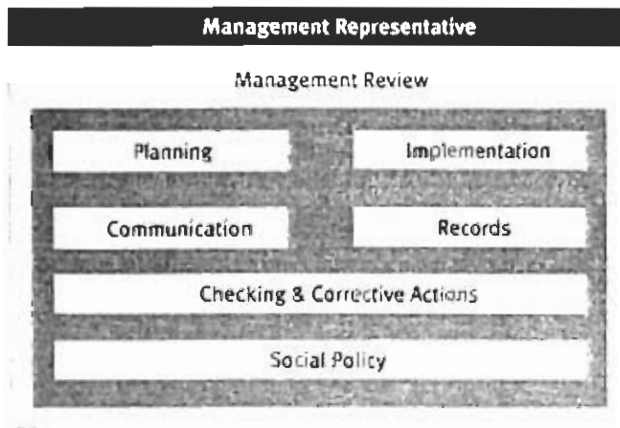 Management Representative
Management Review
Planning
Implementation
Communication
Records
Checking & Corrective Actions
Social Policy